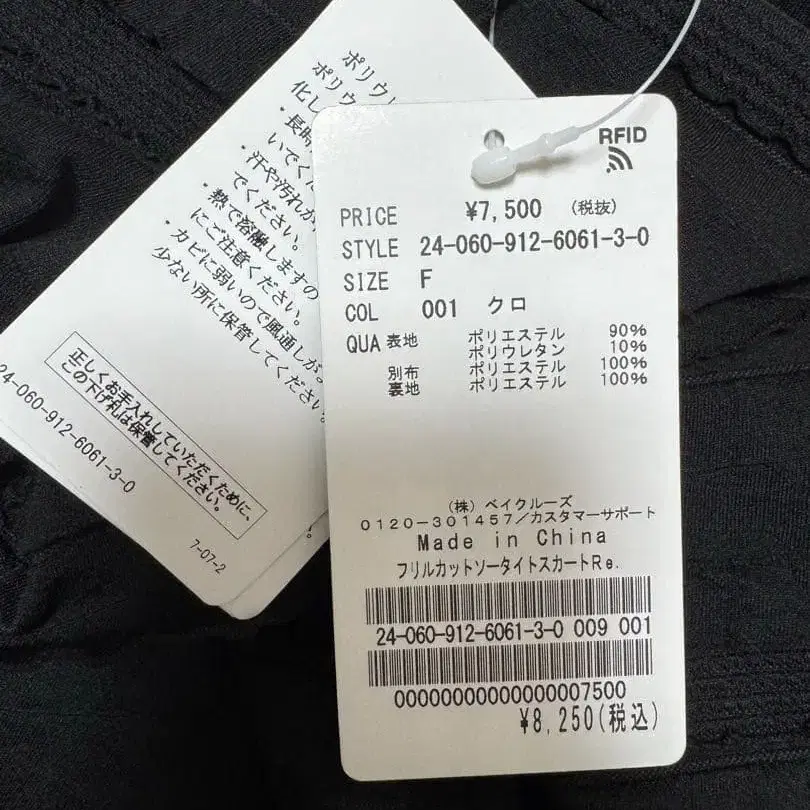 ポリウレ
ポリウ
化し
・長時
いでくだ
・汗や汚れが
でください。
・熱で溶融しますの
にご注意ください。
・カビに弱いので風通しが
少ない所に保管してください。
正しくお手入れしていただくために、
この下げ札は保管してください。
24-060-912-6061-3-0
7-07-2
RFID
PRICE ¥7,500 (税抜)
STYLE 24-060-912-6061-3-0
SIZE F
COL 001 クロ
QUA 表地 ポリエステル 90%
ポリウレタン 10%
別布 ポリエステル 100%
裏地 ポリエステル 100%
(株) ベイクルーズ
0120-301457/カスタマーサポート
Made in China
フリルカットソータイトスカートRe.
24-060-912-6061-3-0 009 001
00000000000000007500
¥8,250(税込)